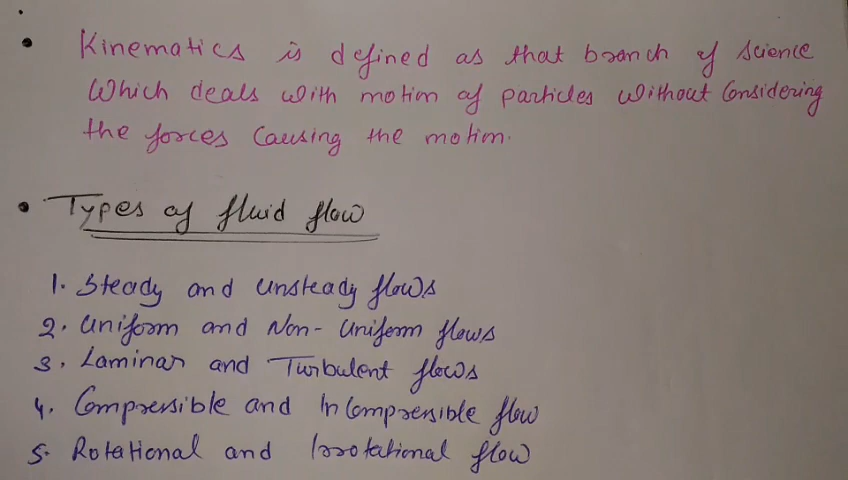 • Kinematics is defined as that branch of science
Which deals with motion of particles without Considering
the forces Causing the motion.
• Types of fluid flow
1. Steady and Unsteady flows
2. Uniform and Non-Uniform flows
3. Laminar and Turbulent flows
4. Compressible and InCompressible flow
5. Rotational and Irrotational flow